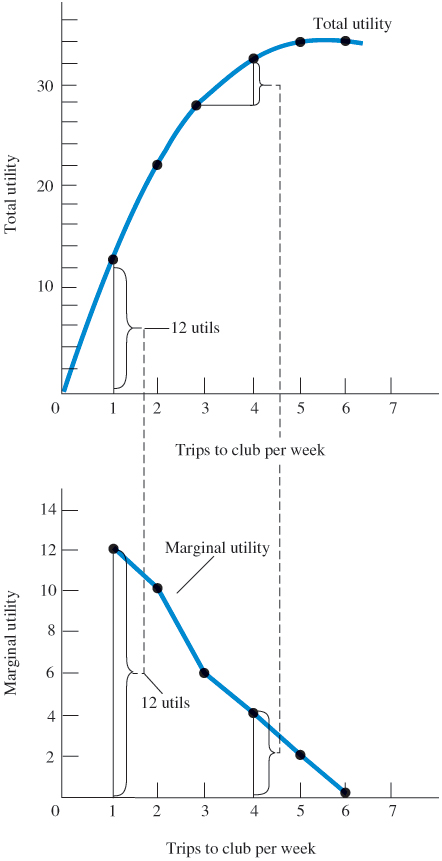 Total utility
30
20
10
Total utility
12 utils
0 1 2 3 4 5 6 7
Trips to club per week
14
12
10
8
6
4
2
Marginal utility
Marginal utility
12 utils
0 1 2 3 4 5 6 7
Trips to club per week